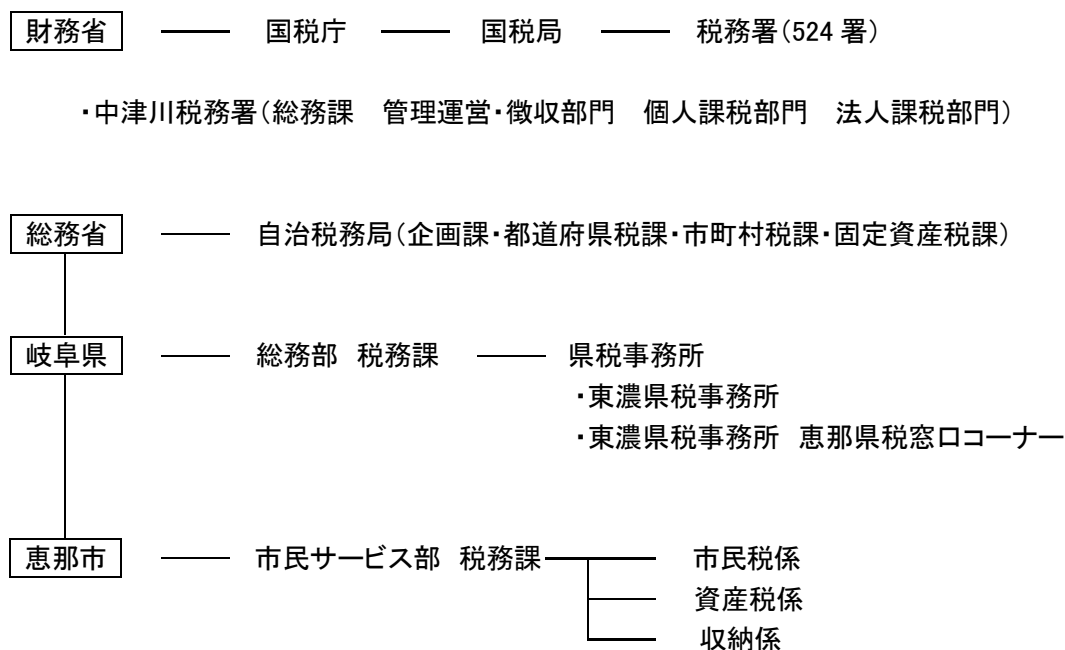 財務省 国税庁 国税局 税務署(524 署)
・中津川税務署(総務課 管理運営・徴収部門 個人課税部門 法人課税部門)
総務省 自治税務局(企画課・都道府県税課・市町村税課・固定資産税課)
岐阜県 総務部 税務課 県税事務所
・東濃県税事務所
・東濃県税事務所 恵那県税窓口コーナー
恵那市 市民サービス部 税務課 市民税係
資産税係
収納係